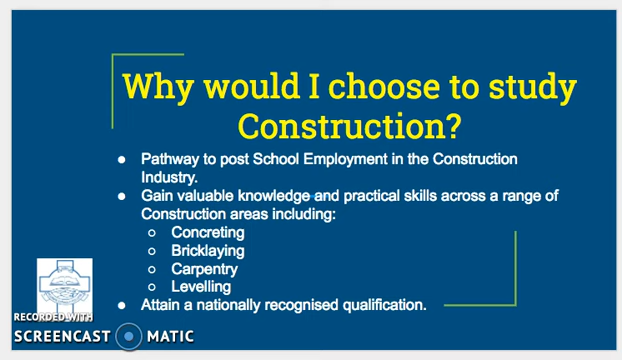 Why would I choose to study
Construction?
● Pathway to post School Employment in the Construction
Industry.
● Gain valuable knowledge and practical skills across a range of
Construction areas including:
○ Concreting
○ Bricklaying
○ Carpentry
○ Levelling
● Attain a nationally recognised qualification.
RECORDED WITH
SCREENCAST MATIC